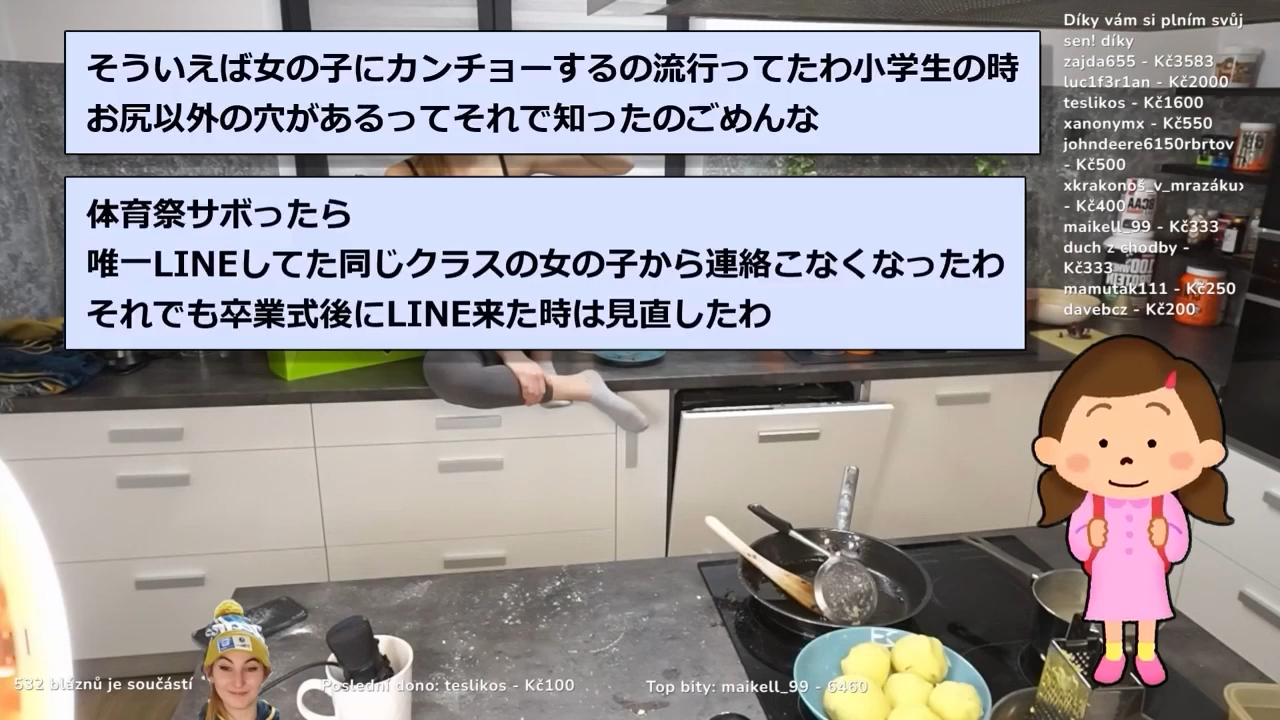 そういえば女の子にカンチョーするの流行ってたわ小学生の時
お尻以外の穴があるってそれで知ったのごめんな
体育祭サボったら
唯一LINEしてた同じクラスの女の子から連絡こなくなったわ
それでも卒業式後にLINE来た時は見直したわ
Díky vám si plním svůj
sen! díky
zajda655 - Kč3583
luc1f3r1an - Kč2000
teslikos - Kč1600
xanonymx - Kč550
johndeere6150rbrtov
- Kč500
xkrakonoš_v_mrazáku
- Kč400
maikell_99 - Kč333
duch z chodby -
Kč333
mamutak111 - Kč250
davebcz - Kč200
532 bláznů je součástí
Poslední dono: teslikos - Kč100
Top bity: maikell_99 - 6460